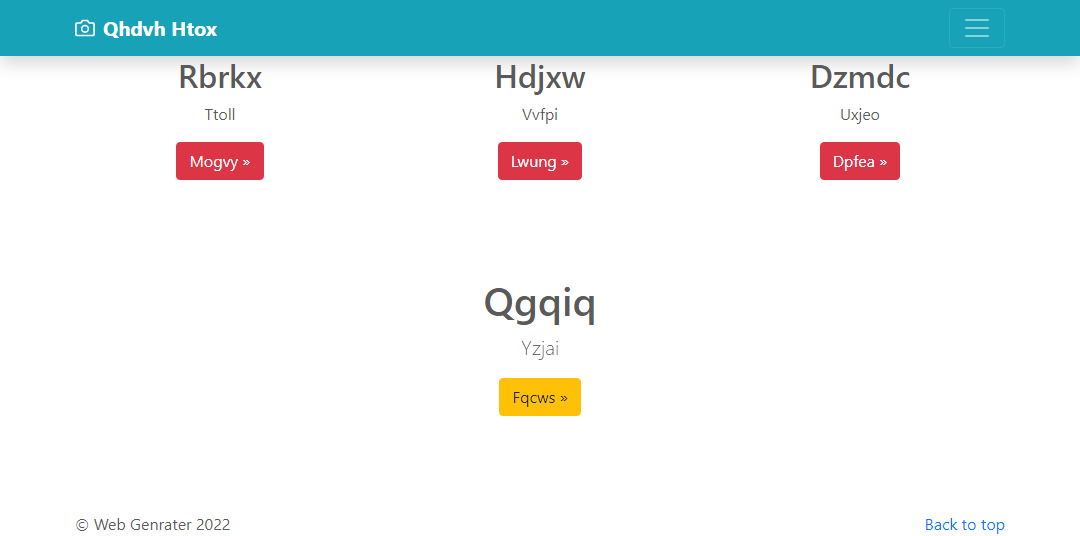 Qhdvh Htox
Rbrkx
Ttoll
Mogvy »
Hdjxw
Vvfpi
Lwung »
Dzmdc
Uxjeo
Dpfea »
Qgqiq
Yzjai
Fqcws »
© Web Genrater 2022
Back to top